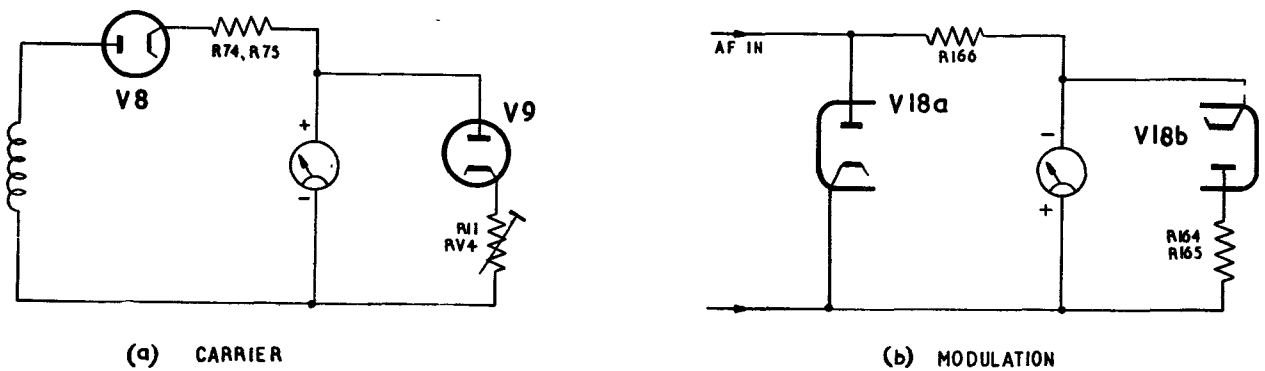 R74, R75
V8
V9
+
-
R11
RV4
(a) CARRIER
AF IN
R166
V18a
V18b
-
+
R164
R165
(b) MODULATION